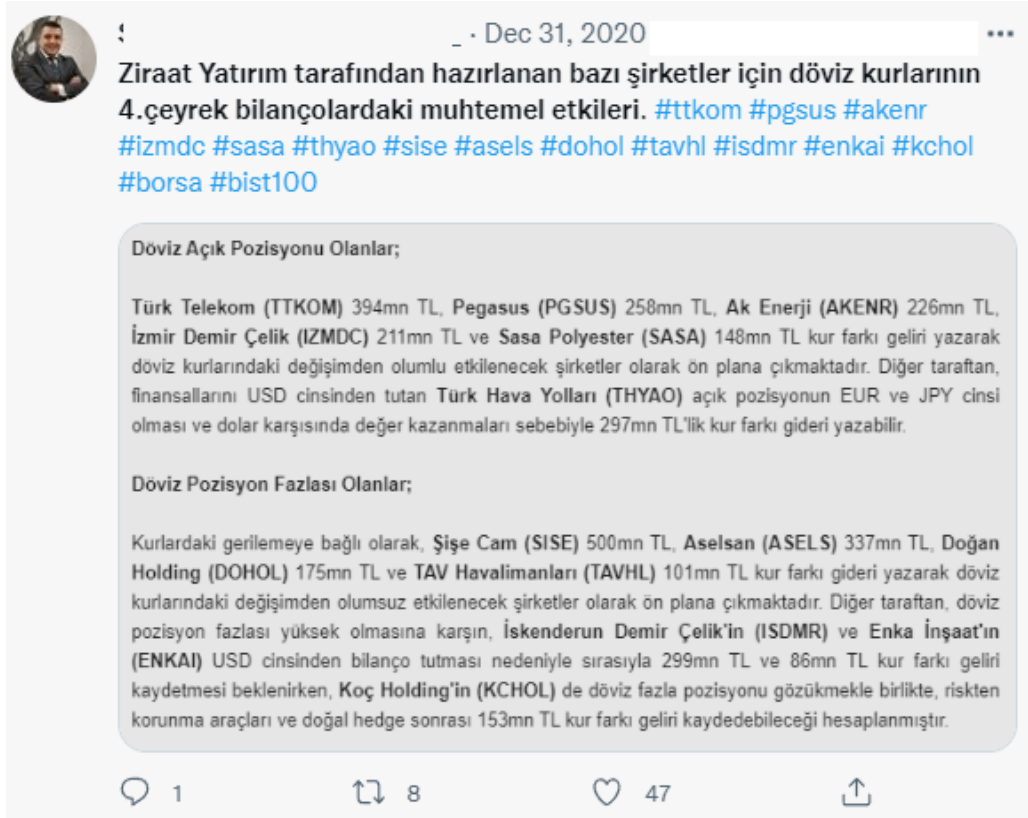 · Dec 31, 2020
Ziraat Yatırım tarafından hazırlanan bazı şirketler için döviz kurlarının
4.çeyrek bilançolardaki muhtemel etkileri. #ttkom #pgsus #akenr
#izmdc #sasa #thyao #sise #asels #dohol #tavhl #isdmr #enkai #kchol
#borsa #bist100
Döviz Açık Pozisyonu Olanlar;
Türk Telekom (TTKOM) 394mn TL, Pegasus (PGSUS) 258mn TL, Ak Enerji (AKENR) 226mn TL,
İzmir Demir Çelik (IZMDC) 211mn TL ve Sasa Polyester (SASA) 148mn TL kur farkı geliri yazarak
döviz kurlarındaki değişimden olumlu etkilenecek şirketler olarak ön plana çıkmaktadır. Diğer taraftan,
finansallarını USD cinsinden tutan Türk Hava Yolları (THYAO) açık pozisyonun EUR ve JPY cinsi
olması ve dolar karşısında değer kazanmaları sebebiyle 297mn TL'lik kur farkı gideri yazabilir.
Döviz Pozisyon Fazlası Olanlar;
Kurlardaki gerilemeye bağlı olarak, Şişe Cam (SISE) 500mn TL, Aselsan (ASELS) 337mn TL, Doğan
Holding (DOHOL) 175mn TL ve TAV Havalimanları (TAVHL) 101mn TL kur farkı gideri yazarak döviz
kurlarındaki değişimden olumsuz etkilenecek şirketler olarak ön plana çıkmaktadır. Diğer taraftan, döviz
pozisyon fazlası yüksek olmasına karşın, İskenderun Demir Çelik'in (ISDMR) ve Enka İnşaat'ın
(ENKAI) USD cinsinden bilanço tutması nedeniyle sırasıyla 299mn TL ve 86mn TL kur farkı geliri
kaydetmesi beklenirken, Koç Holding'in (KCHOL) de döviz fazla pozisyonu gözükmekle birlikte, riskten
korunma araçları ve doğal hedge sonrası 153mn TL kur farkı geliri kaydedebileceği hesaplanmıştır.
1 8 47